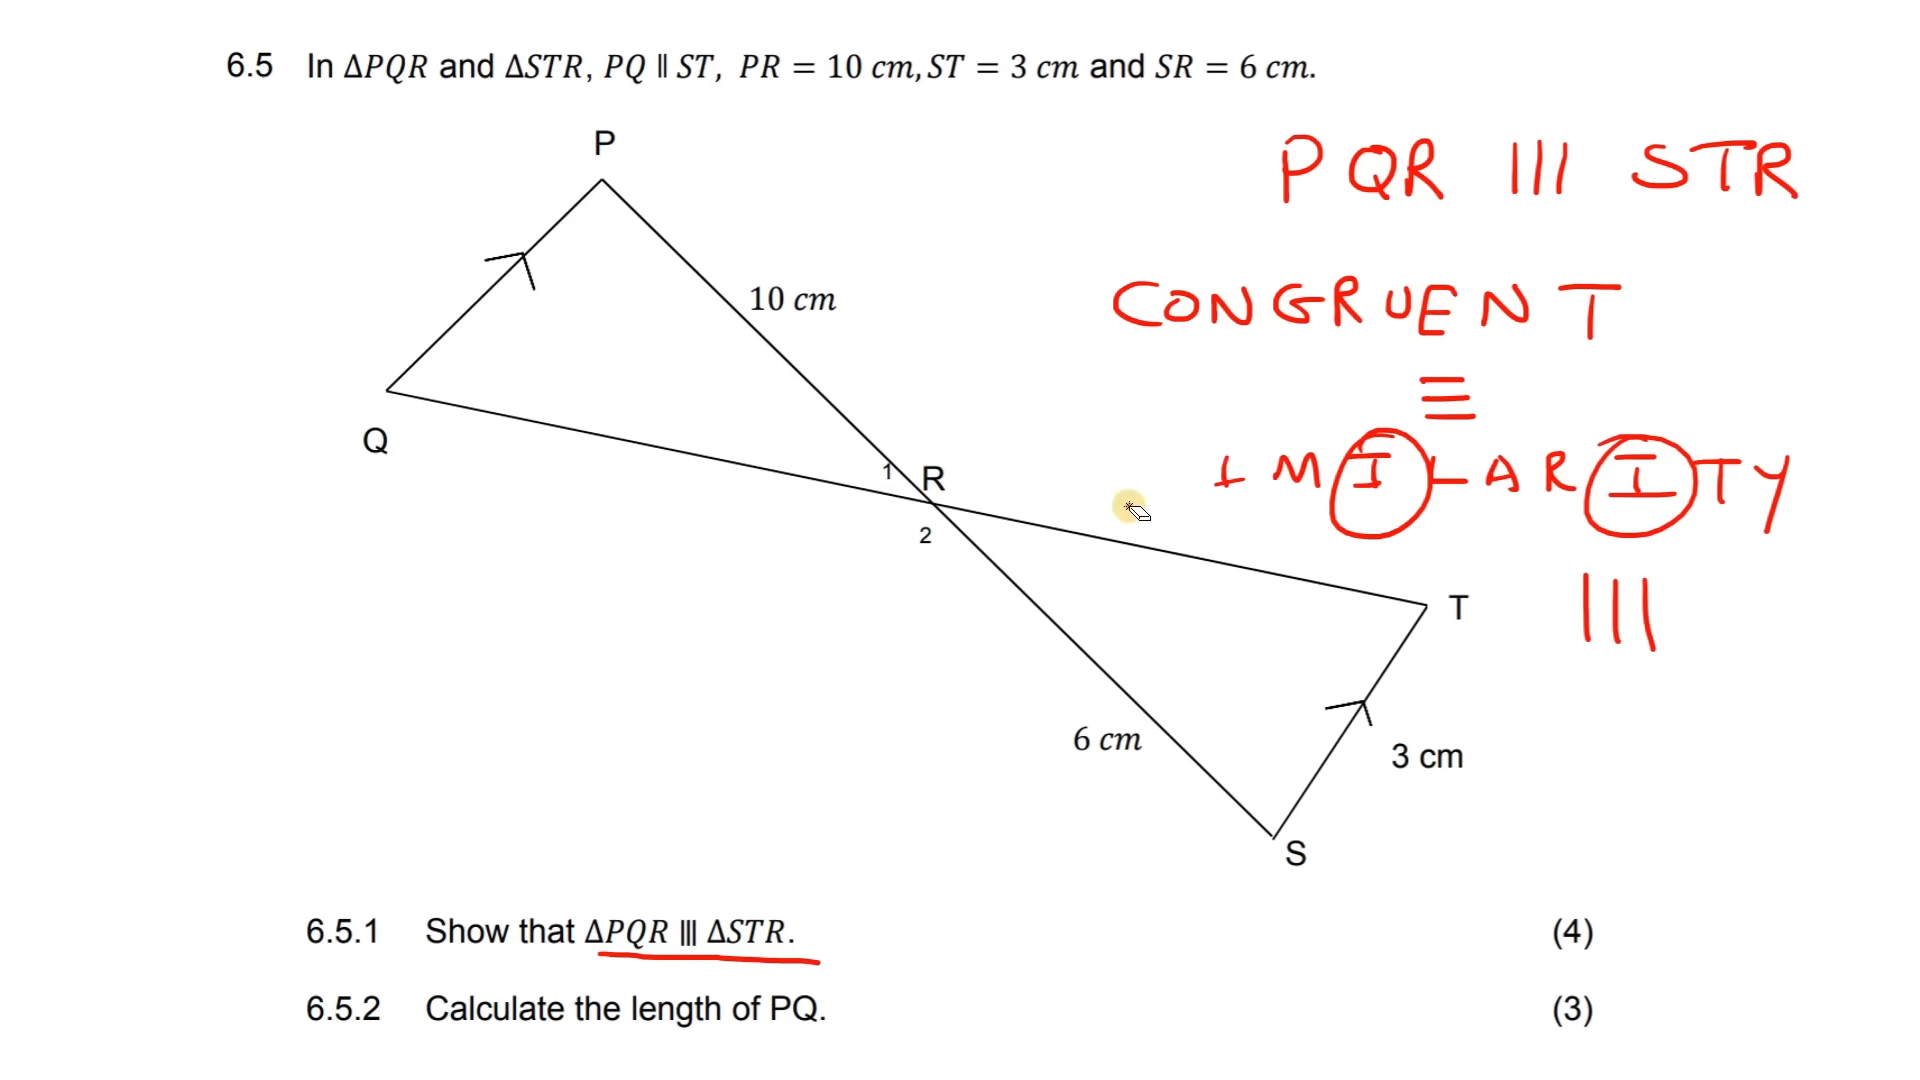 6.5 In ΔPQR and ΔSTR, PQ ∥ ST, PR = 10 cm, ST = 3 cm and SR = 6 cm.
P
PQR ||| STR
10 cm
CONGRUENT
≡
Q
1 R
IMILARITY
2
T
|||
6 cm
3 cm
S
6.5.1 Show that ΔPQR ||| ΔSTR. (4)
6.5.2 Calculate the length of PQ. (3)